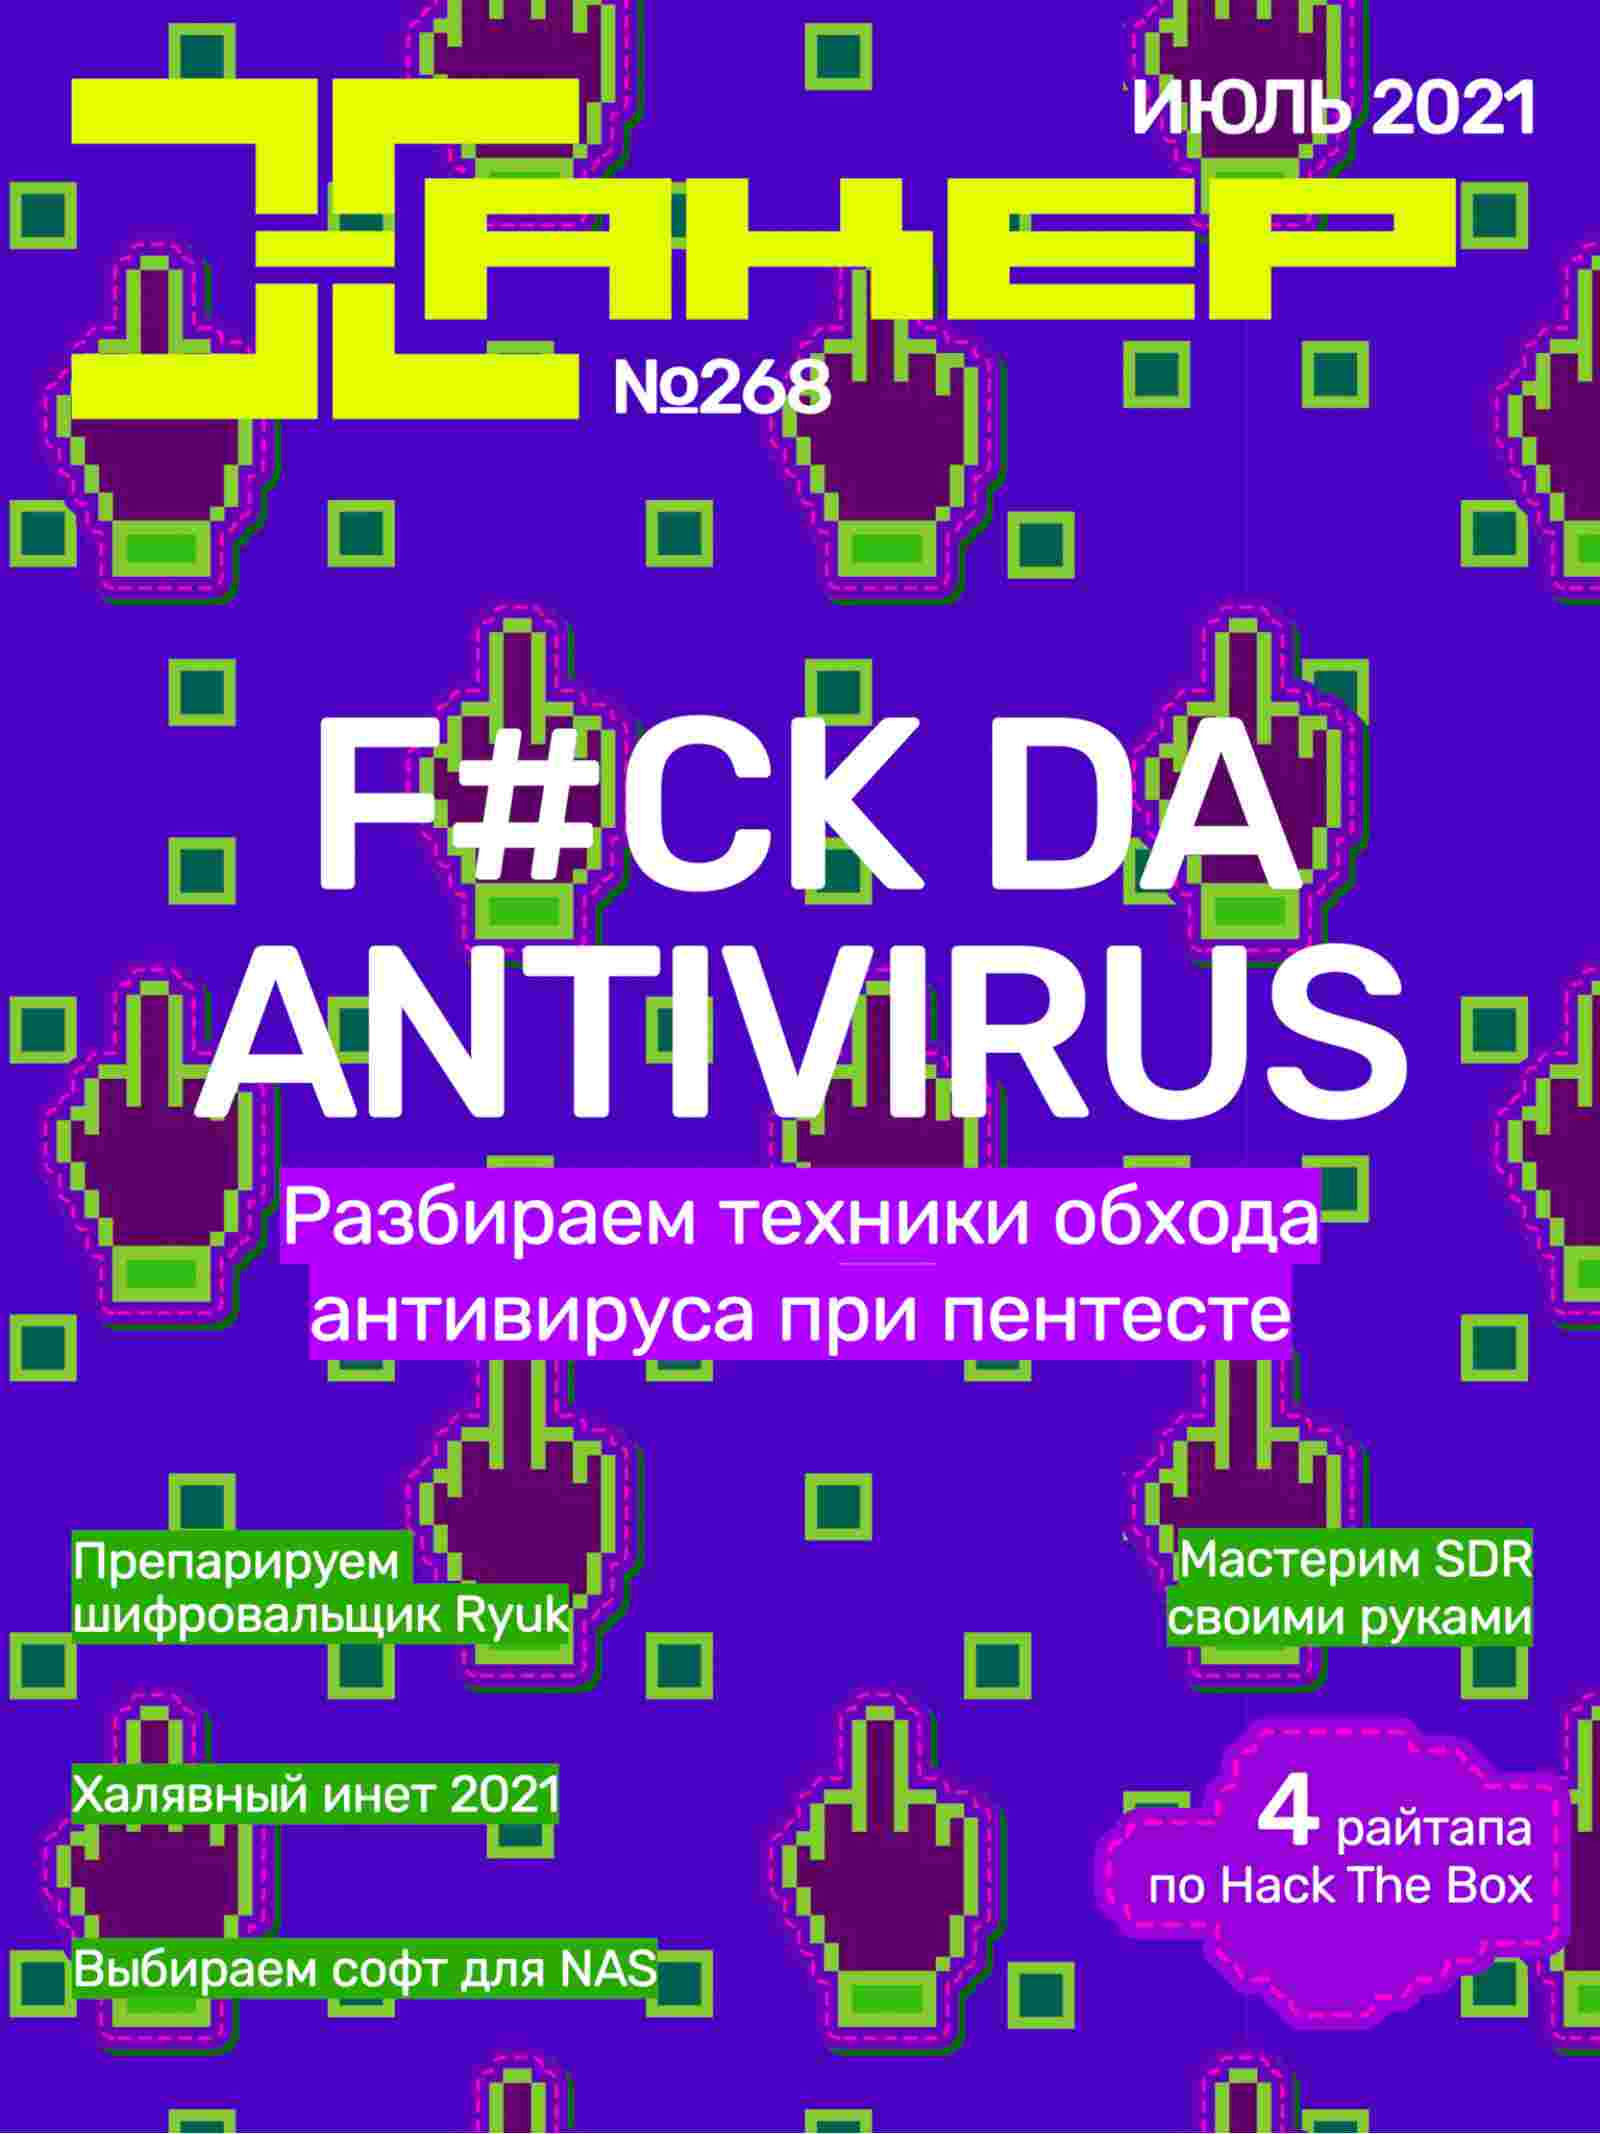 ИЮЛЬ 2021
ХАКЕР
№268
F#CK DA
ANTIVIRUS
Разбираем техники обхода
антивируса при пентесте
Препарируем
шифровальщик Ryuk
Мастерим SDR
своими руками
Халявный инет 2021
4 райтапа
по Hack The Box
Выбираем софт для NAS